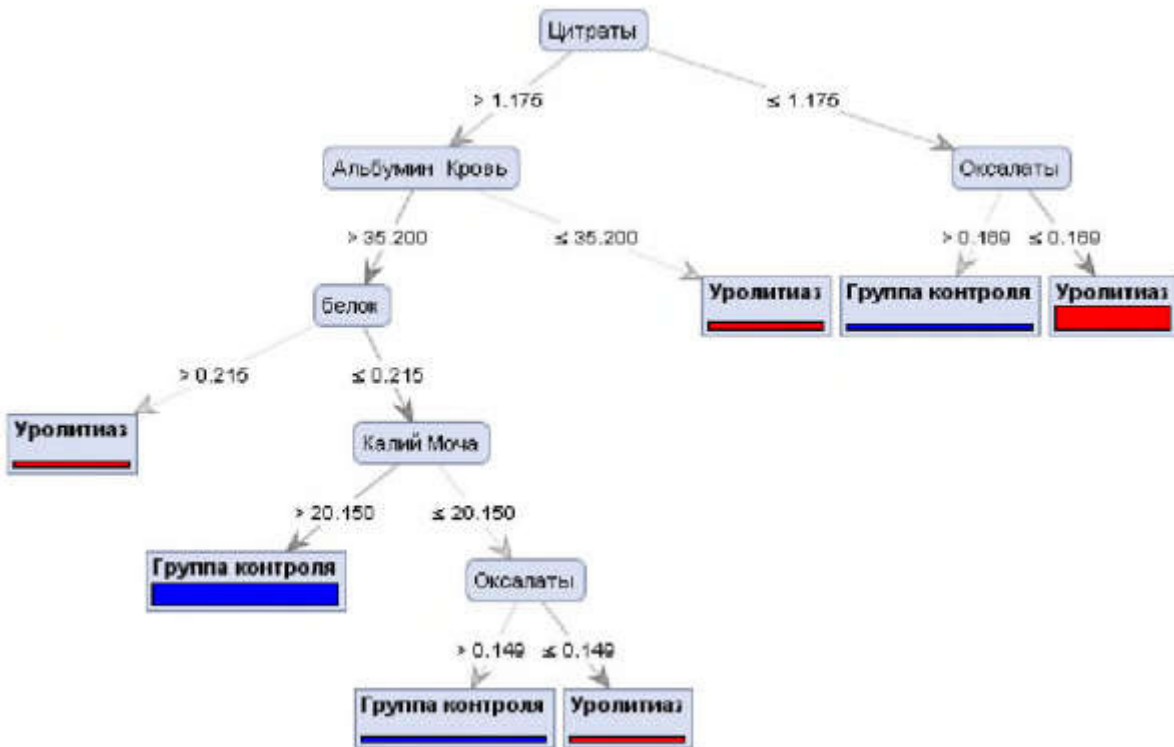 Цитраты
> 1.175
≤ 1.175
Альбумин Кровь
Оксалаты
> 35.200
≤ 35.200
> 0.169
≤ 0.169
белок
Уролитиаз
Группа контроля
Уролитиаз
> 0.215
≤ 0.215
Уролитиаз
Калий Моча
> 20.150
≤ 20.150
Группа контроля
Оксалаты
> 0.149
≤ 0.149
Группа контроля
Уролитиаз